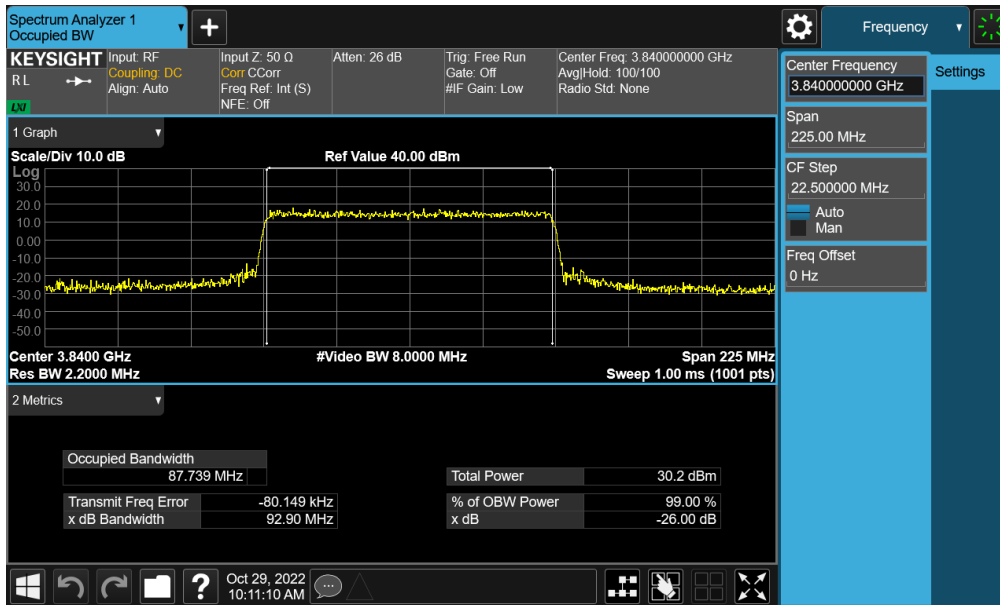 Spectrum Analyzer 1
Occupied BW
Frequency
KEYSIGHT
R L
LXI
Input: RF
Coupling: DC
Align: Auto
Input Z: 50 Ω
Corr CCorr
Freq Ref: Int (S)
NFE: Off
Atten: 26 dB
Trig: Free Run
Gate: Off
#IF Gain: Low
Center Freq: 3.840000000 GHz
Avg|Hold: 100/100
Radio Std: None
Center Frequency
3.840000000 GHz
Settings
Span
225.00 MHz
CF Step
22.500000 MHz
Auto
Man
Freq Offset
0 Hz
1 Graph
Scale/Div 10.0 dB
Ref Value 40.00 dBm
Log
30.0
20.0
10.0
0.00
-10.0
-20.0
-30.0
-40.0
-50.0
Center 3.8400 GHz
#Video BW 8.0000 MHz
Span 225 MHz
Res BW 2.2000 MHz
Sweep 1.00 ms (1001 pts)
2 Metrics
Occupied Bandwidth
87.739 MHz
Total Power
30.2 dBm
Transmit Freq Error
-80.149 kHz
% of OBW Power
99.00 %
x dB Bandwidth
92.90 MHz
x dB
-26.00 dB
?
Oct 29, 2022
10:11:10 AM